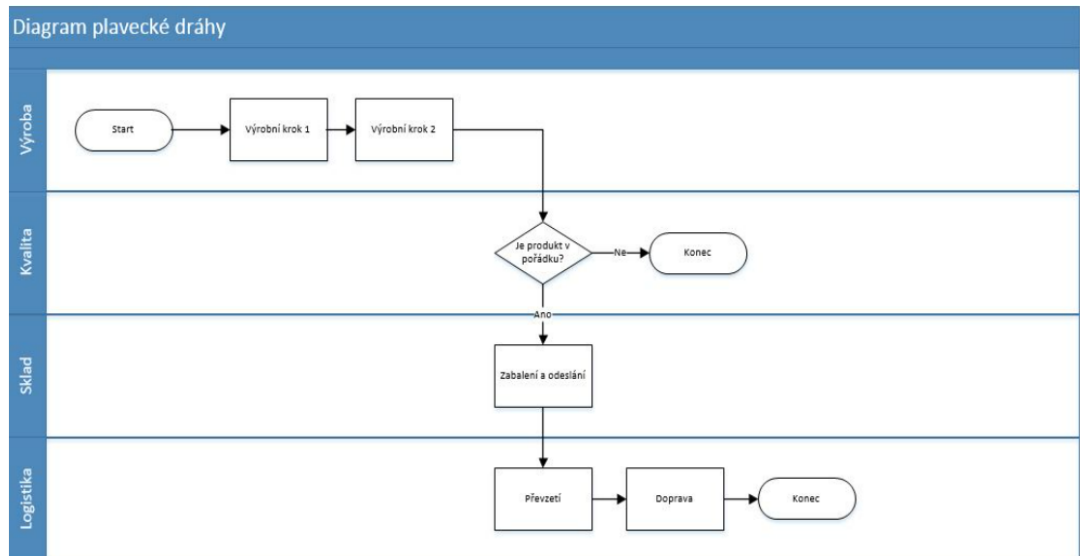 Diagram plavecké dráhy
Výroba
Start
Výrobní krok 1
Výrobní krok 2
Kvalita
Je produkt v
pořádku?
Ne
Konec
Ano
Sklad
Zabalení a odeslání
Logistika
Převzetí
Doprava
Konec